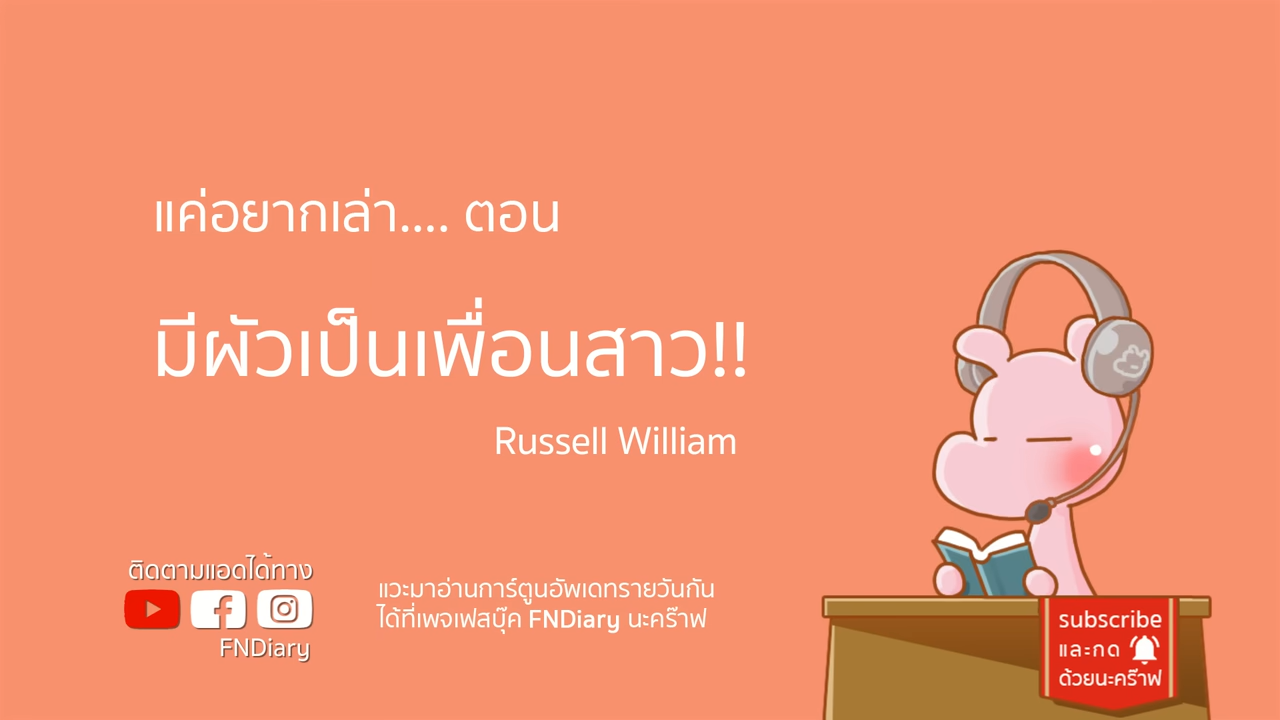 แค่อยากเล่า.... ตอน
มีผัวเป็นเพื่อนสาว!!
Russell William
ติดตามแอดได้ทาง
FNDiary
แวะมาอ่านการ์ตูนอัพเดทรายวันกัน
ได้ที่เพจเฟสบุ๊ค FNDiary นะคร๊าฟ
subscribe
และกด
ด้วยนะคร๊าฟ